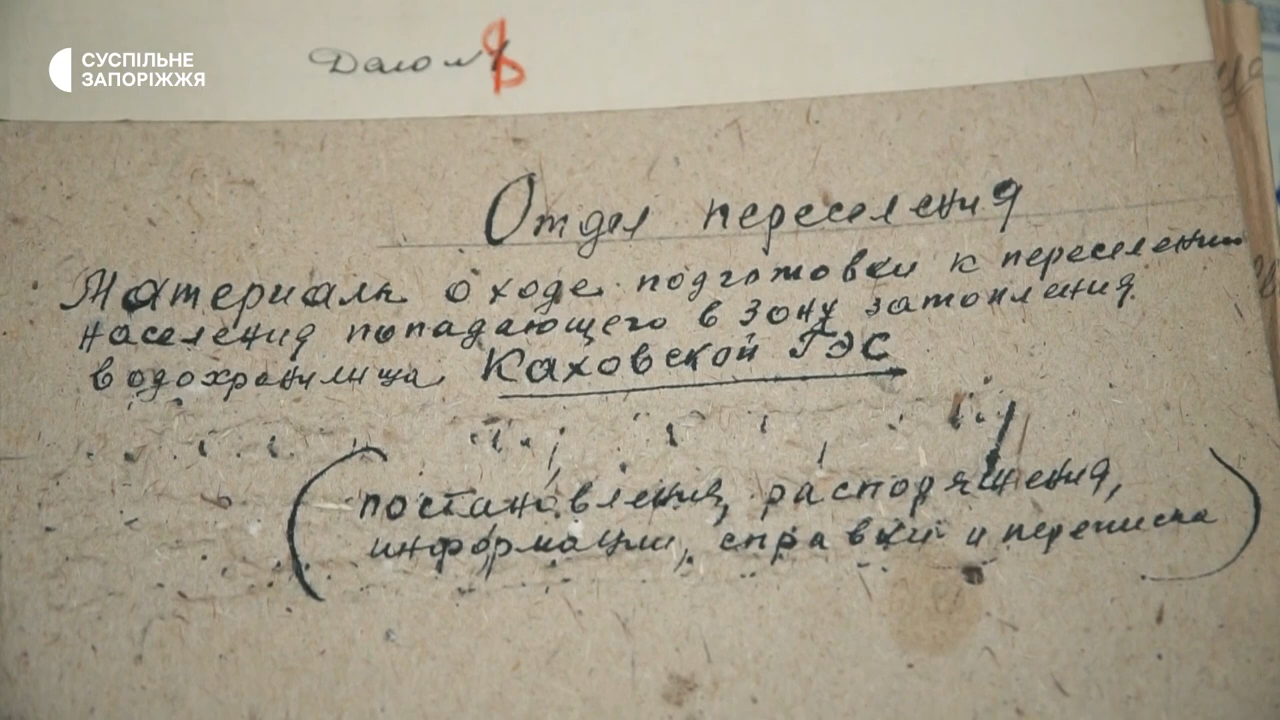 СУСПІЛЬНЕ
ЗАПОРІЖЖЯ
Дело №
8
Отдел переселения
Материалы о ходе подготовки к переселению
населения попадающего в зону затопления
водохранилища Каховской ГЭС
(постановления, распоряжения,
информации, справки и переписка)